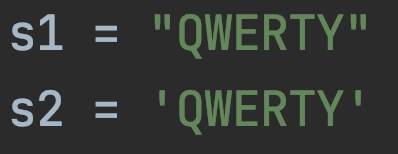 s1 = "QWERTY"
s2 = 'QWERTY'